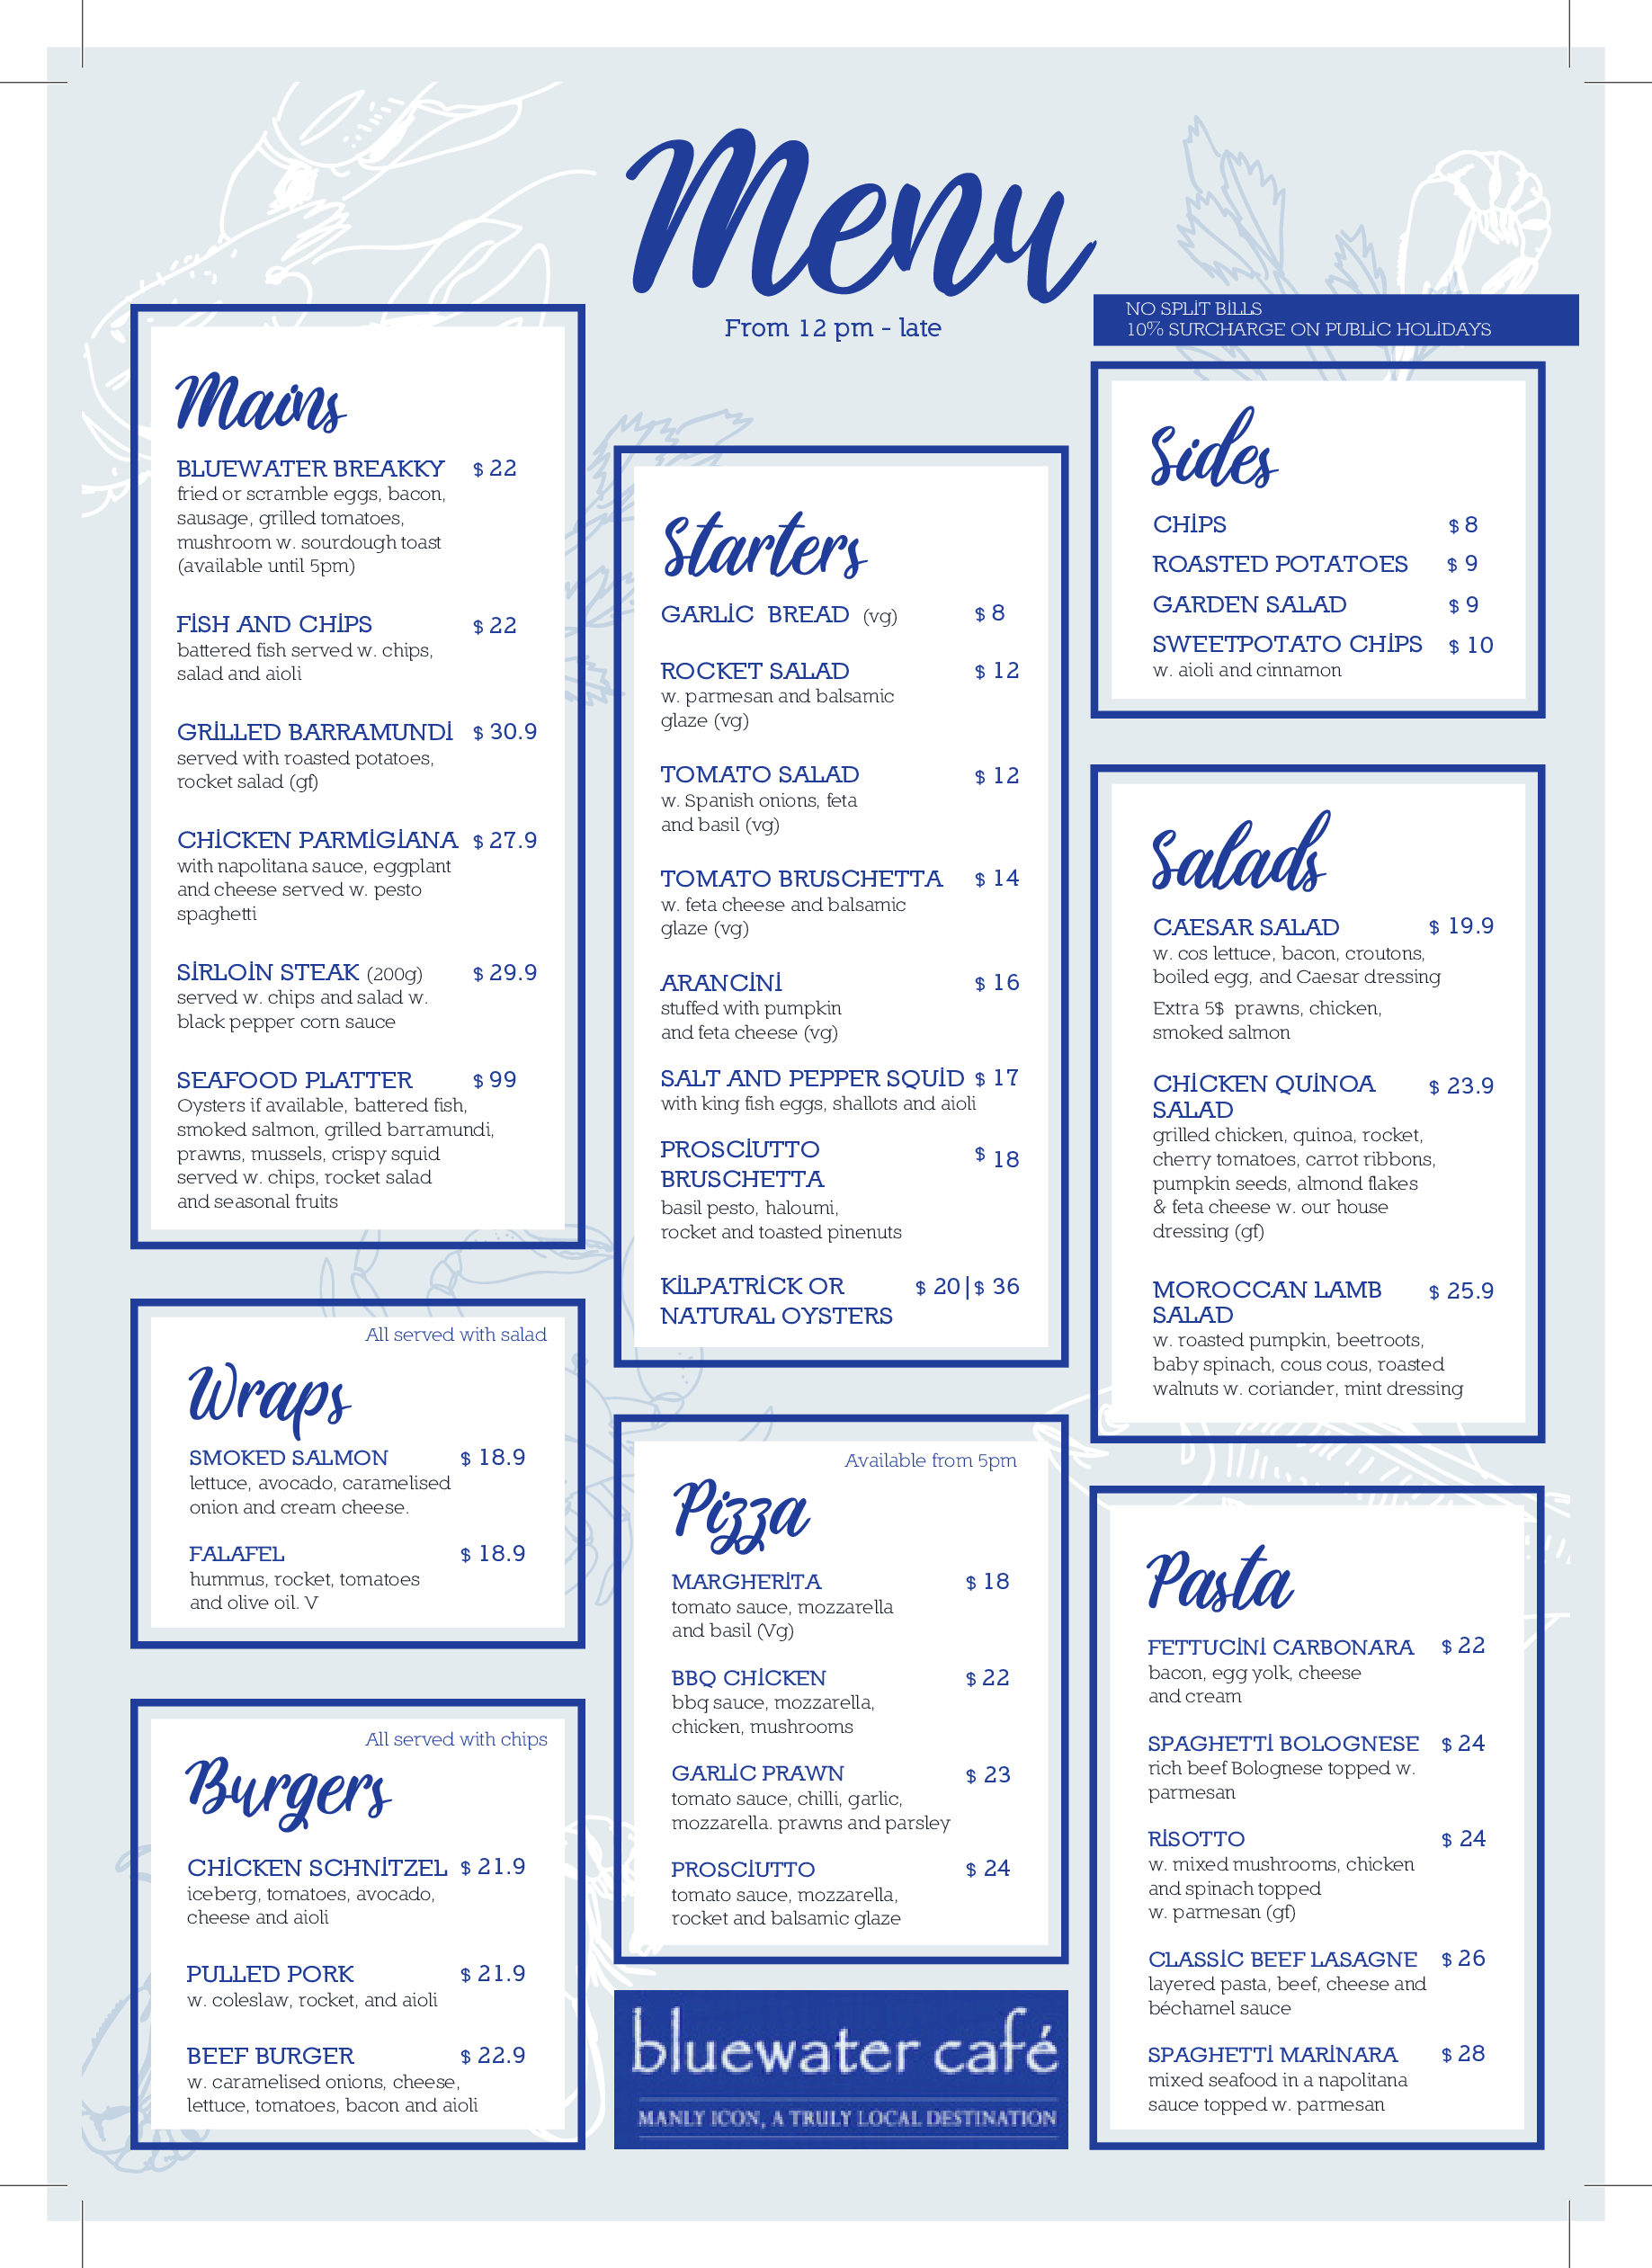 Menu
From 12 pm - late
NO SPLIT BILLS
10% SURCHARGE ON PUBLIC HOLIDAYS
Mains
BLUEWATER BREAKKY $ 22
fried or scramble eggs, bacon,
sausage, grilled tomatoes,
mushroom w. sourdough toast
(available until 5pm)
FISH AND CHIPS $ 22
battered fish served w. chips,
salad and aioli
GRILLED BARRAMUNDI $ 30.9
served with roasted potatoes,
rocket salad (gf)
CHICKEN PARMIGIANA $ 27.9
with napolitana sauce, eggplant
and cheese served w. pesto
spaghetti
SIRLOIN STEAK (200g) $ 29.9
served w. chips and salad w.
black pepper corn sauce
SEAFOOD PLATTER $ 99
Oysters if available, battered fish,
smoked salmon, grilled barramundi,
prawns, mussels, crispy squid
served w. chips, rocket salad
and seasonal fruits
All served with salad
Wraps
SMOKED SALMON $ 18.9
lettuce, avocado, caramelised
onion and cream cheese.
FALAFEL $ 18.9
hummus, rocket, tomatoes
and olive oil. V
All served with chips
Burgers
CHICKEN SCHNITZEL $ 21.9
iceberg, tomatoes, avocado,
cheese and aioli
PULLED PORK $ 21.9
w. coleslaw, rocket, and aioli
BEEF BURGER $ 22.9
w. caramelised onions, cheese,
lettuce, tomatoes, bacon and aioli
Starters
GARLIC BREAD (vg) $ 8
ROCKET SALAD $ 12
w. parmesan and balsamic
glaze (vg)
TOMATO SALAD $ 12
w. Spanish onions, feta
and basil (vg)
TOMATO BRUSCHETTA $ 14
w. feta cheese and balsamic
glaze (vg)
ARANCINI $ 16
stuffed with pumpkin
and feta cheese (vg)
SALT AND PEPPER SQUID $ 17
with king fish eggs, shallots and aioli
PROSCIUTTO $ 18
BRUSCHETTA
basil pesto, haloumi,
rocket and toasted pinenuts
KILPATRICK OR $ 20|$ 36
NATURAL OYSTERS
Available from 5pm
Pizza
MARGHERITA $ 18
tomato sauce, mozzarella
and basil (Vg)
BBQ CHICKEN $ 22
bbq sauce, mozzarella,
chicken, mushrooms
GARLIC PRAWN $ 23
tomato sauce, chilli, garlic,
mozzarella. prawns and parsley
PROSCIUTTO $ 24
tomato sauce, mozzarella,
rocket and balsamic glaze
bluewater café
MANLY ICON, A TRULY LOCAL DESTINATION
Sides
CHIPS $ 8
ROASTED POTATOES $ 9
GARDEN SALAD $ 9
SWEETPOTATO CHIPS $ 10
w. aioli and cinnamon
Salads
CAESAR SALAD $ 19.9
w. cos lettuce, bacon, croutons,
boiled egg, and Caesar dressing
Extra 5$ prawns, chicken,
smoked salmon
CHICKEN QUINOA $ 23.9
SALAD
grilled chicken, quinoa, rocket,
cherry tomatoes, carrot ribbons,
pumpkin seeds, almond flakes
& feta cheese w. our house
dressing (gf)
MOROCCAN LAMB $ 25.9
SALAD
w. roasted pumpkin, beetroots,
baby spinach, cous cous, roasted
walnuts w. coriander, mint dressing
Pasta
FETTUCINI CARBONARA $ 22
bacon, egg yolk, cheese
and cream
SPAGHETTI BOLOGNESE $ 24
rich beef Bolognese topped w.
parmesan
RISOTTO $ 24
w. mixed mushrooms, chicken
and spinach topped
w. parmesan (gf)
CLASSIC BEEF LASAGNE $ 26
layered pasta, beef, cheese and
béchamel sauce
SPAGHETTI MARINARA $ 28
mixed seafood in a napolitana
sauce topped w. parmesan